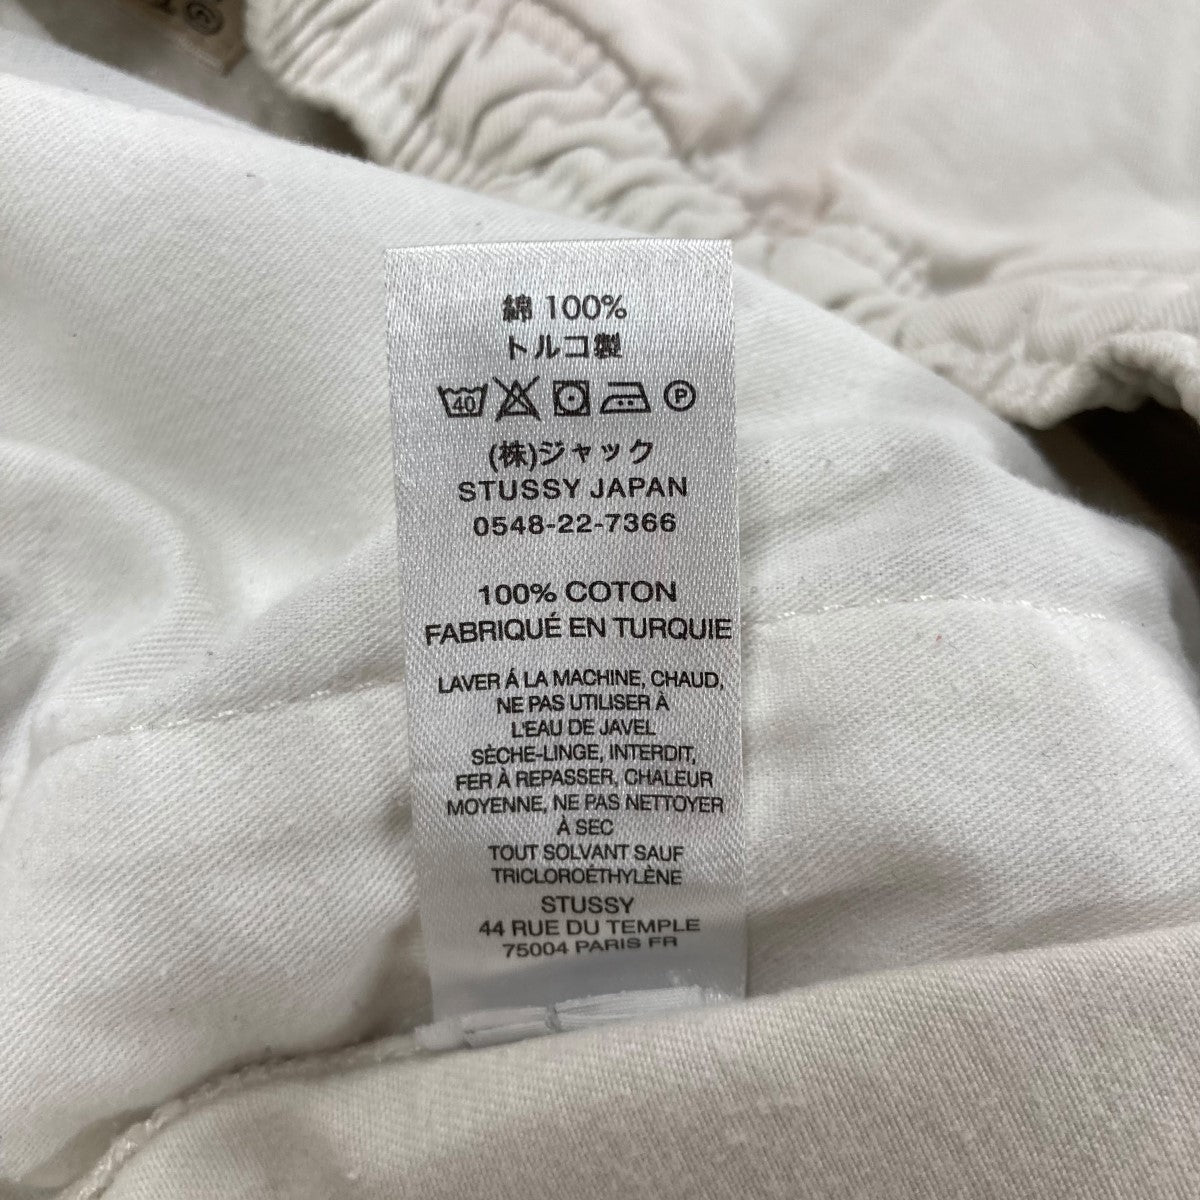 綿 100%
トルコ製
40 P
(株)ジャック
STUSSY JAPAN
0548-22-7366
100% COTON
FABRIQUÉ EN TURQUIE
LAVER Á LA MACHINE, CHAUD,
NE PAS UTILISER À
L'EAU DE JAVEL
SÈCHE-LINGE, INTERDIT,
FER À REPASSER, CHALEUR
MOYENNE, NE PAS NETTOYER
À SEC
TOUT SOLVANT SAUF
TRICLOROÉTHYLÈNE
STUSSY
44 RUE DU TEMPLE
75004 PARIS FR